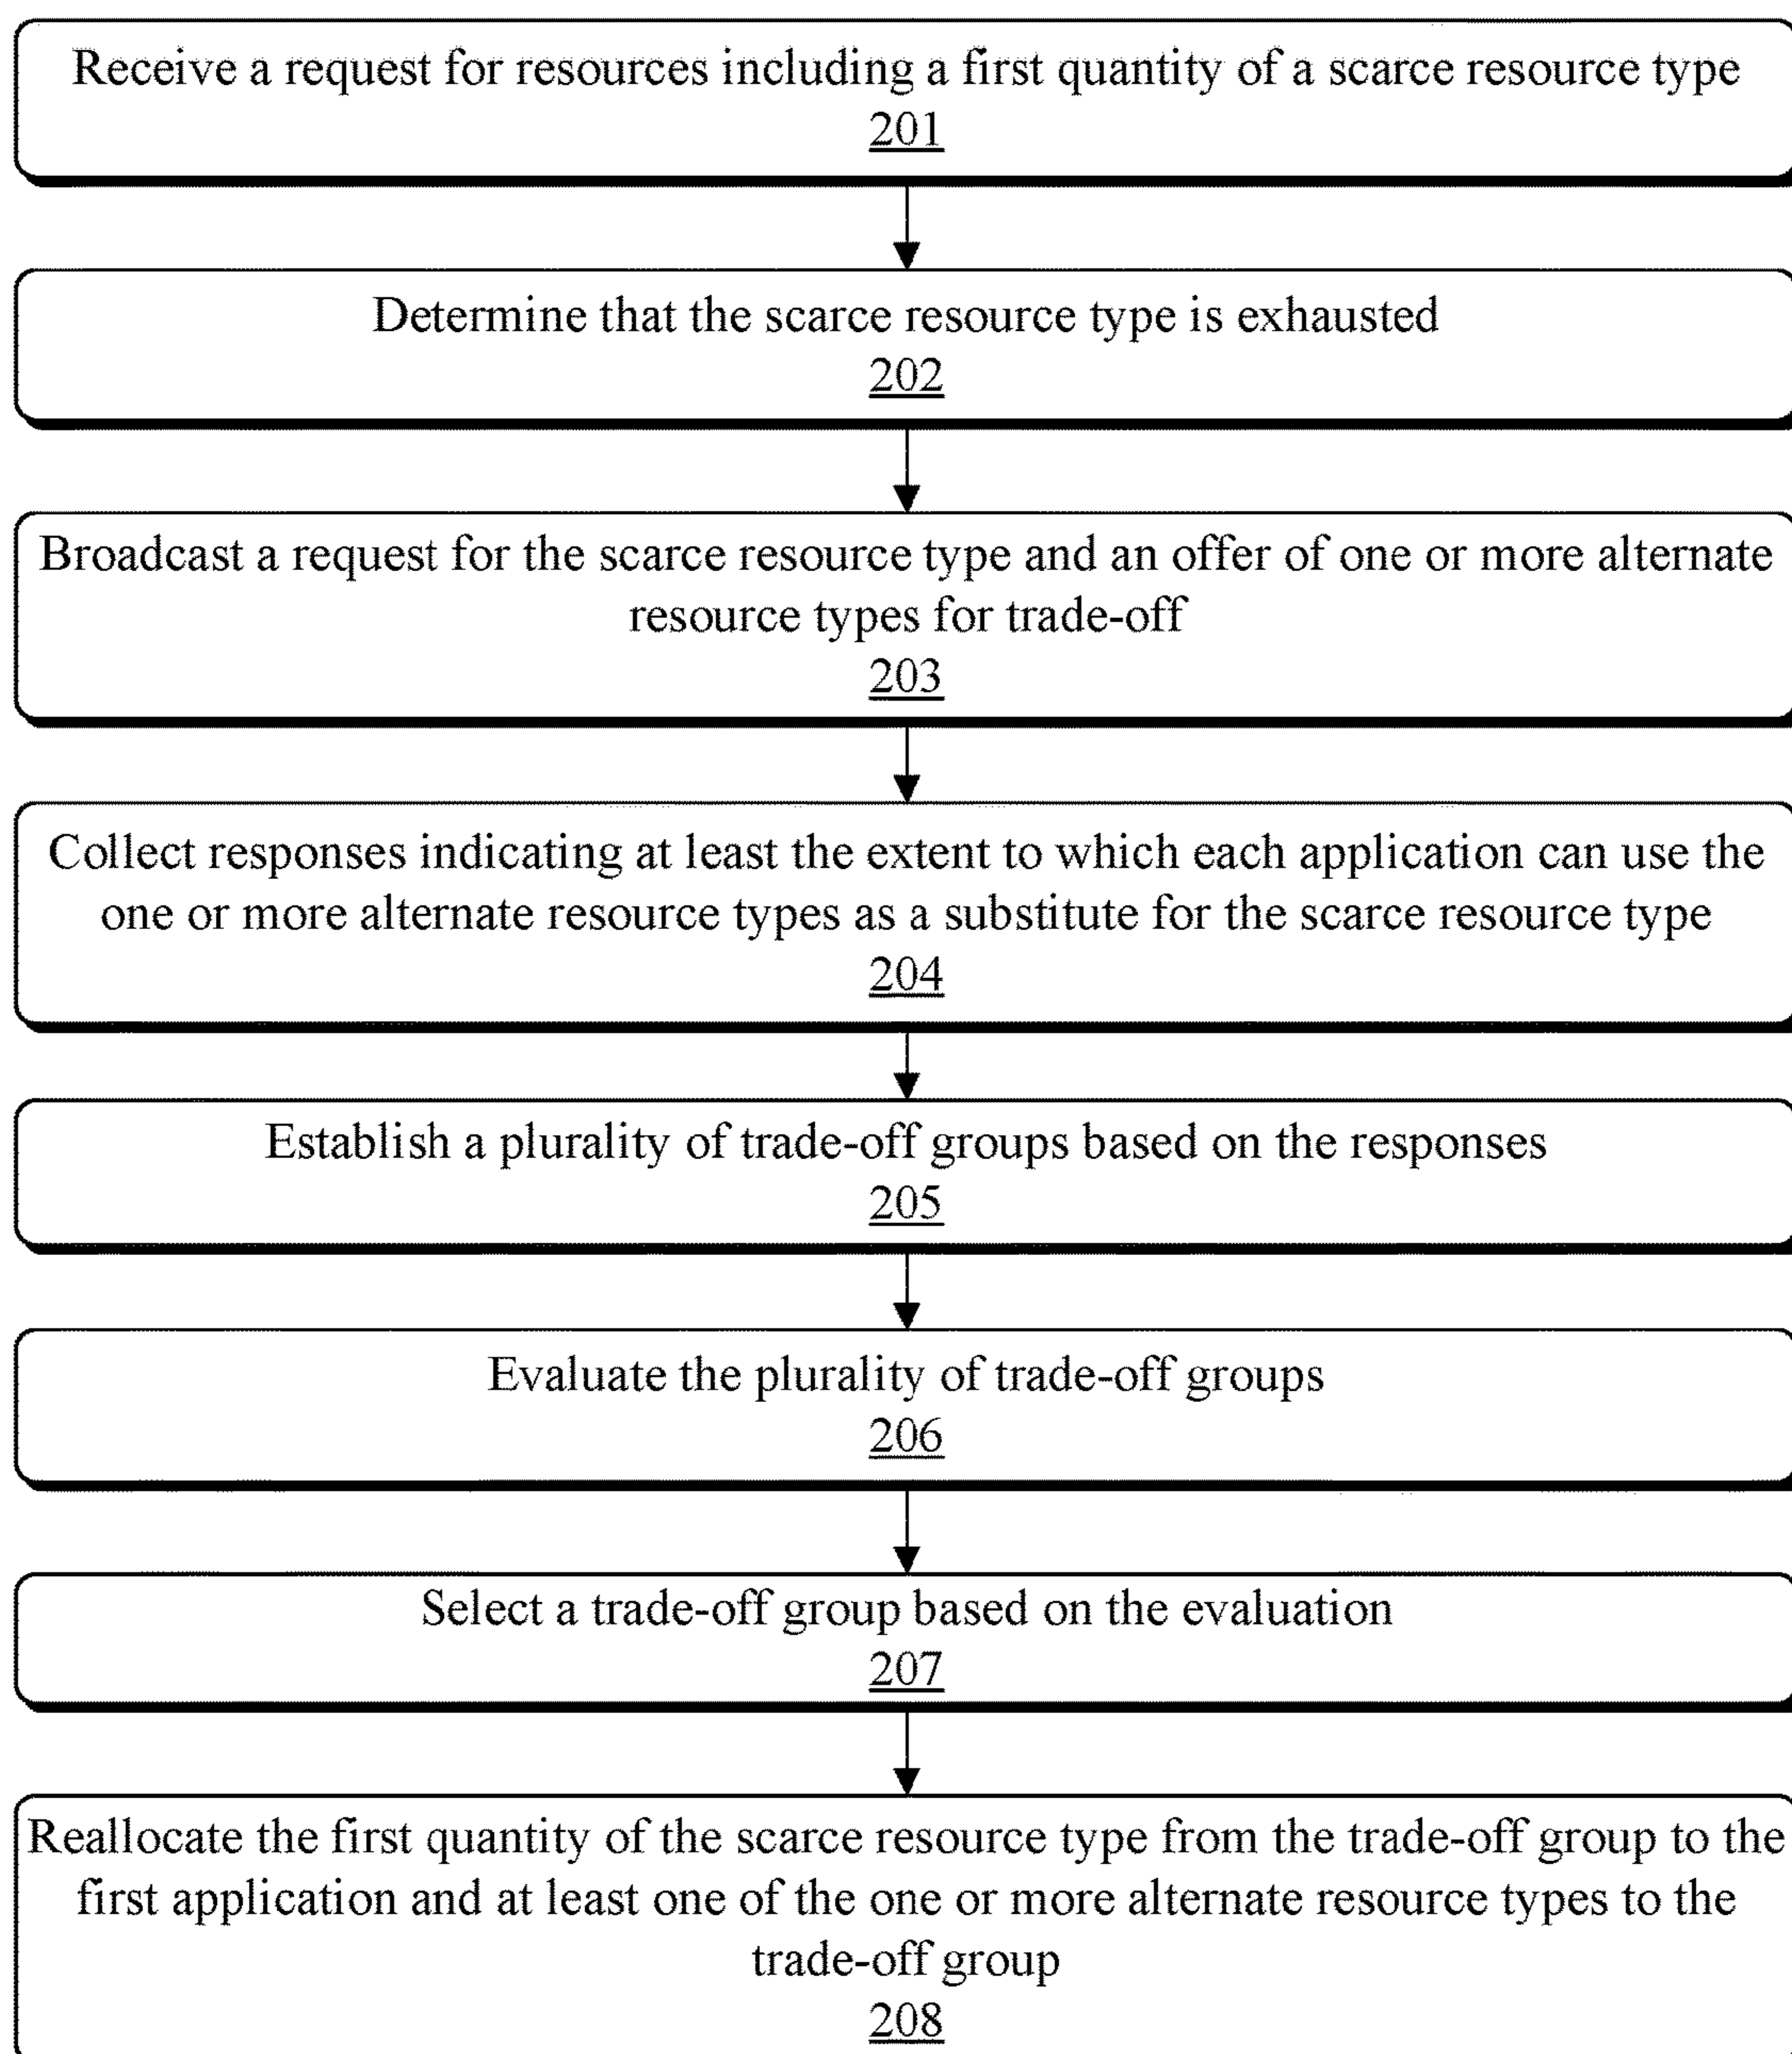 Receive a request for resources including a first quantity of a scarce resource type
201
Determine that the scarce resource type is exhausted
202
Broadcast a request for the scarce resource type and an offer of one or more alternate
resource types for trade-off
203
Collect responses indicating at least the extent to which each application can use the
one or more alternate resource types as a substitute for the scarce resource type
204
Establish a plurality of trade-off groups based on the responses
205
Evaluate the plurality of trade-off groups
206
Select a trade-off group based on the evaluation
207
Reallocate the first quantity of the scarce resource type from the trade-off group to the
first application and at least one of the one or more alternate resource types to the
trade-off group
208